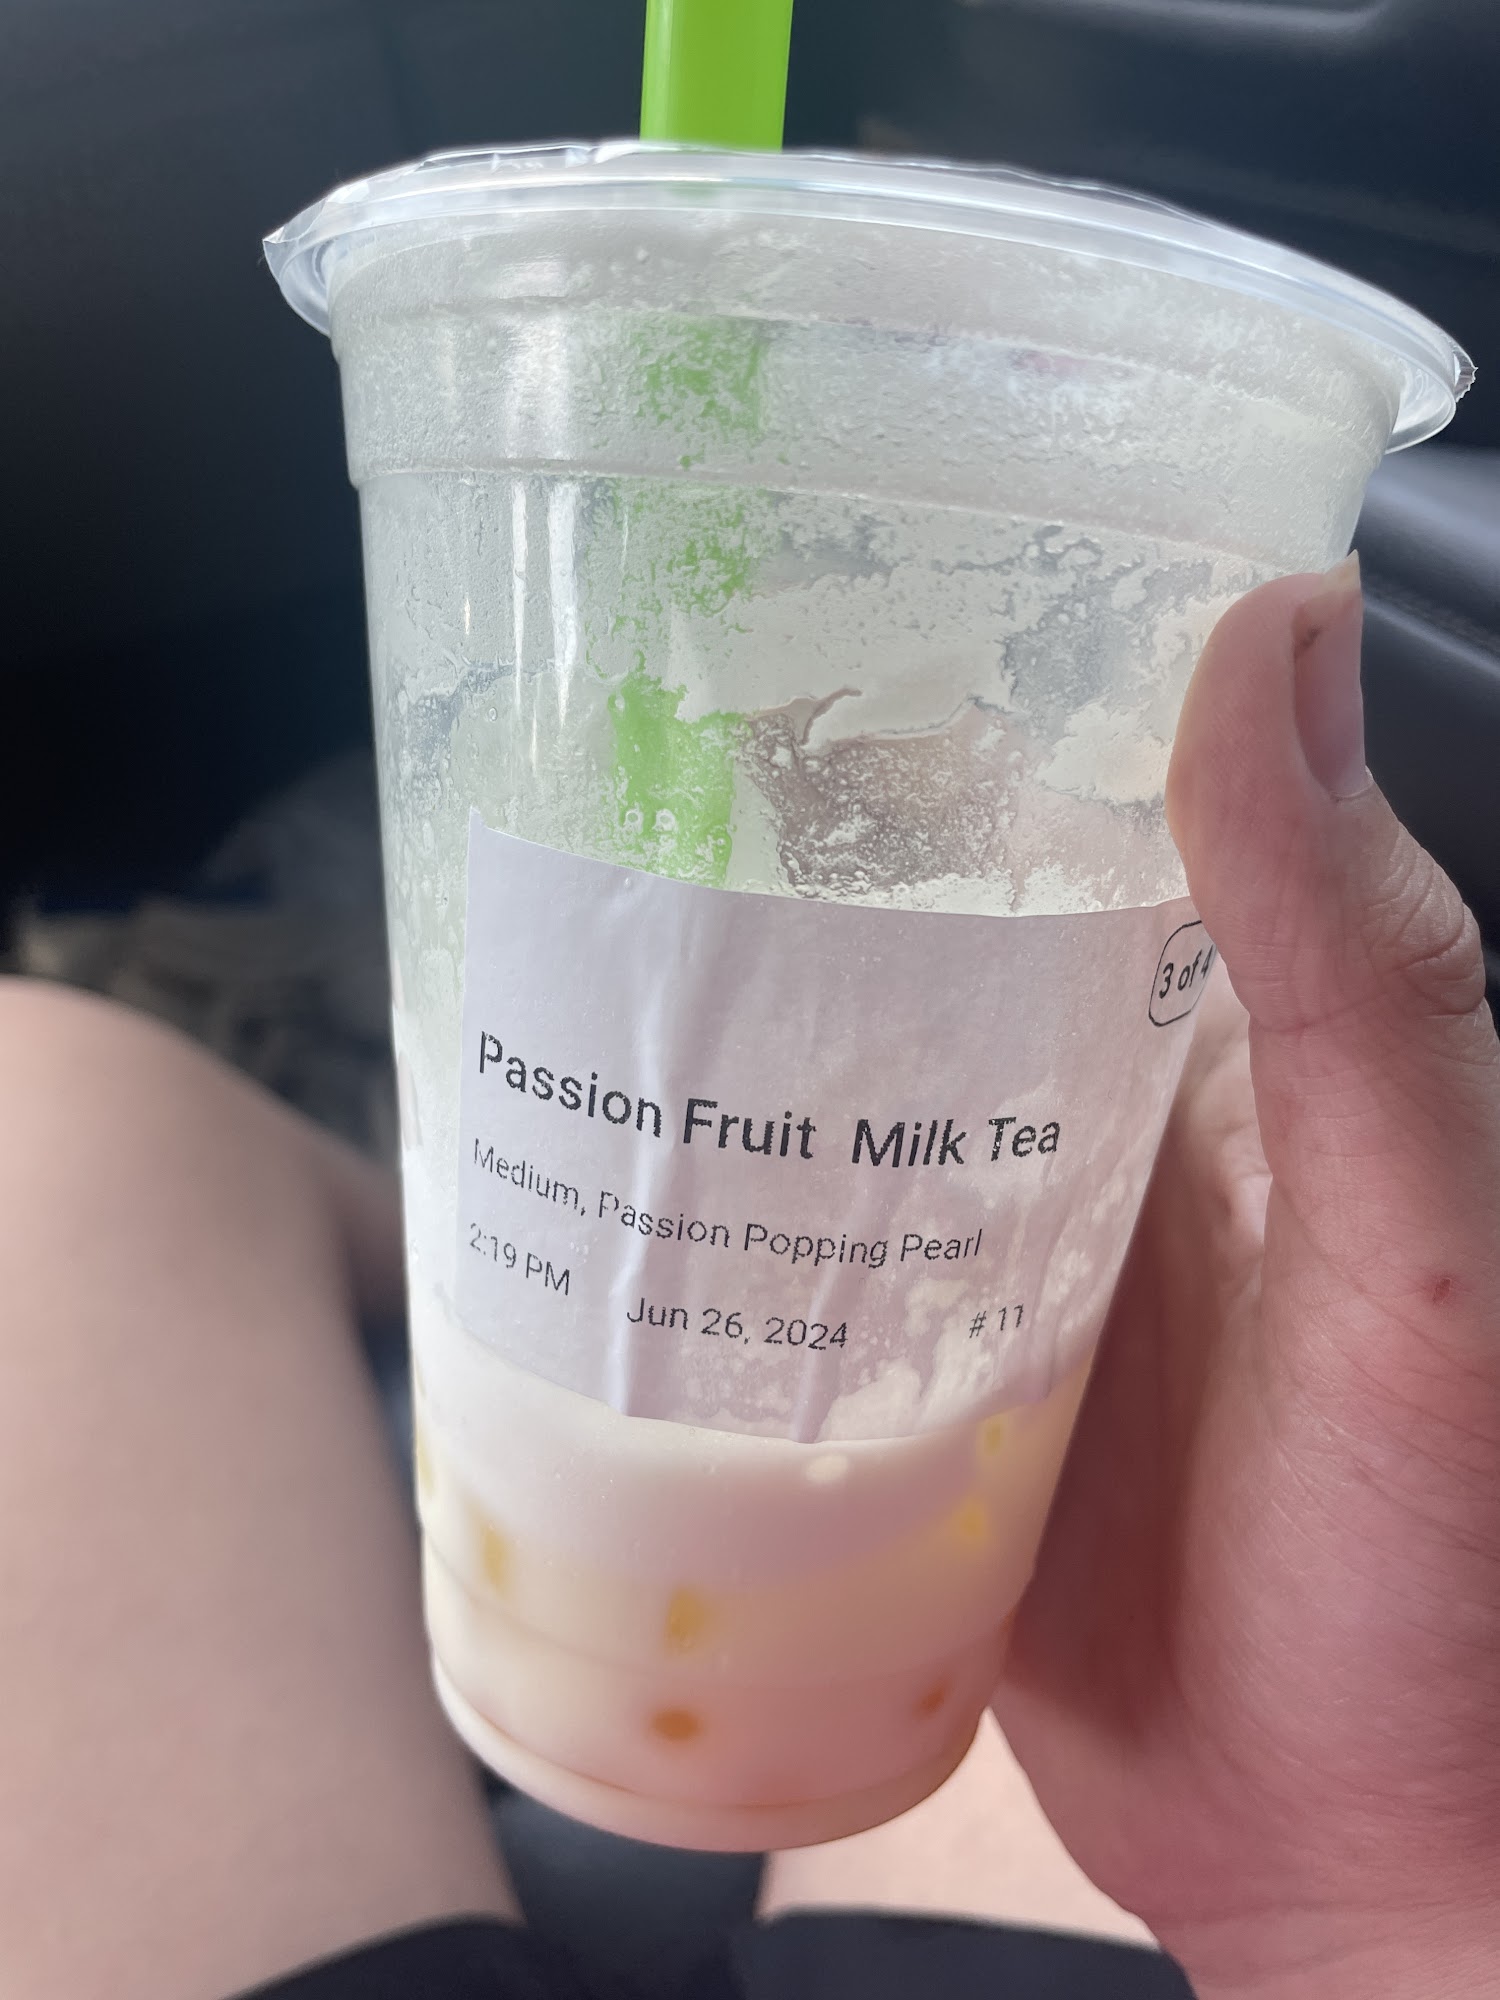 3 of 4
Passion Fruit Milk Tea
Medium, Passion Popping Pearl
2:19 PM
Jun 26, 2024
# 11